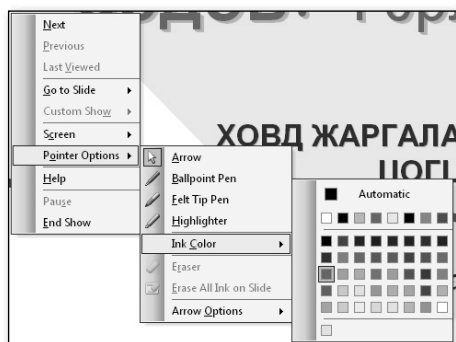 Next
Previous
Last Viewed
Go to Slide
Custom Show
Screen
Pointer Options
Help
Pause
End Show
ХОВД ЖАРГАЛА
Arrow
Ballpoint Pen
Felt Tip Pen
Highlighter
Ink Color
Eraser
Erase All Ink on Slide
Arrow Options
Automatic